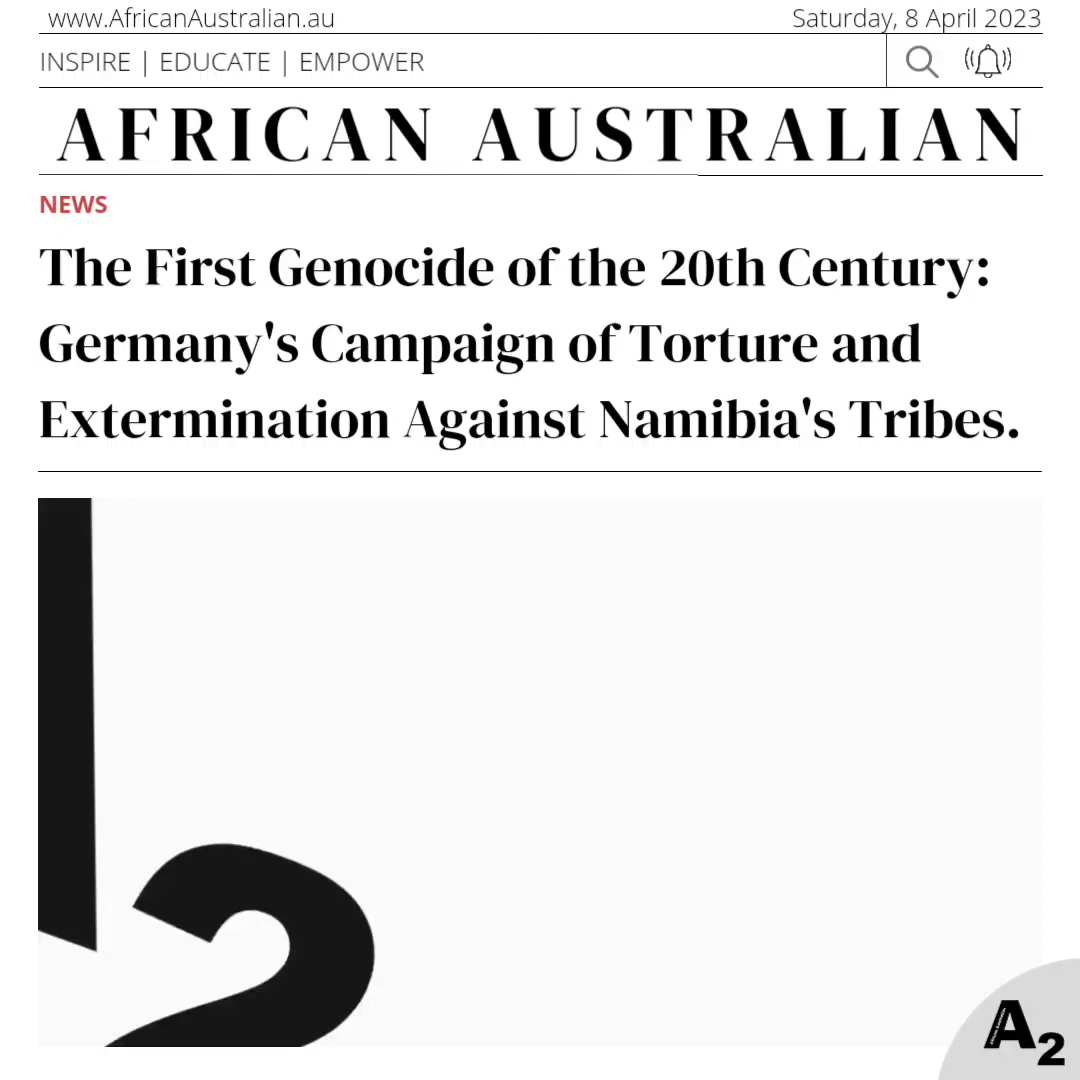 www.AfricanAustralian.au
Saturday, 8 April 2023
INSPIRE | EDUCATE | EMPOWER
AFRICAN AUSTRALIAN
NEWS
The First Genocide of the 20th Century:
Germany's Campaign of Torture and
Extermination Against Namibia's Tribes.
2
A2